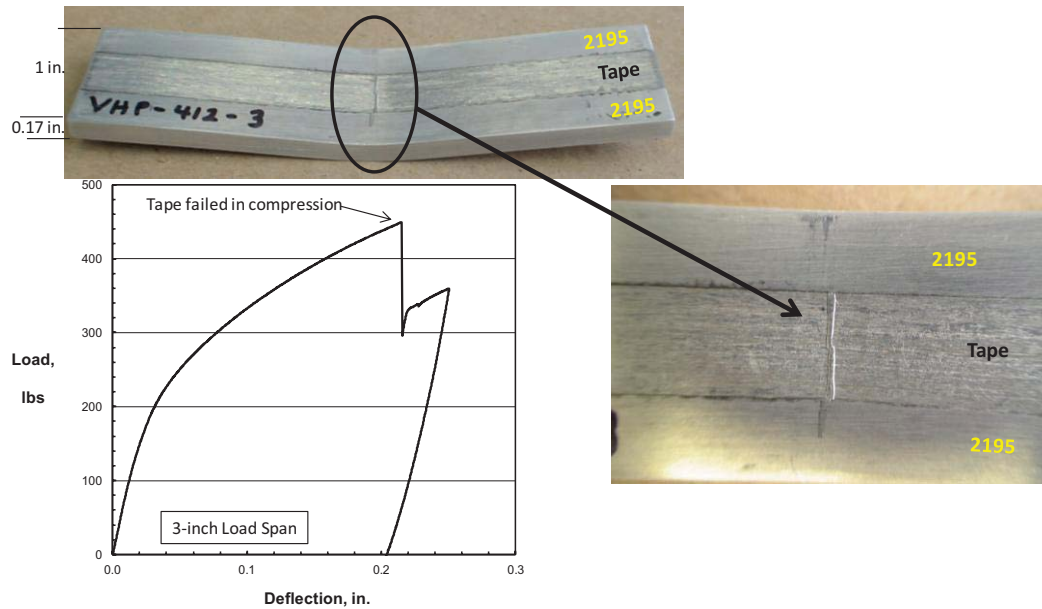 2195
1 in.
Tape
2195
VHP-412-3
0.17 in.
500
Tape failed in compression
400
2195
300
Load,
lbs
Tape
200
2195
100
3-inch Load Span
0
0.0
0.1
0.2
0.3
Deflection, in.